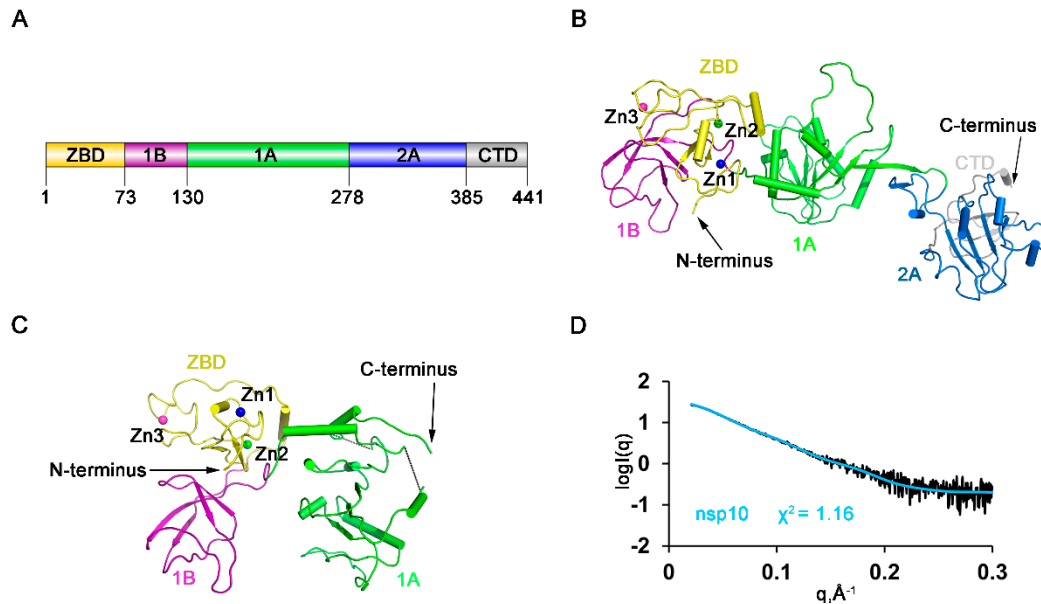 A
ZBD 1B 1A 2A CTD
1 73 130 278 385 441
B
ZBD
Zn3
Zn2
Zn1
1B
N-terminus
1A
C-terminus
CTD
2A
C
ZBD
Zn1
Zn3
Zn2
N-terminus
C-terminus
1B
1A
D
logI(q)
2
1
0
-1
-2
nsp10 χ² = 1.16
0 0.1 0.2 0.3
q,Å⁻¹